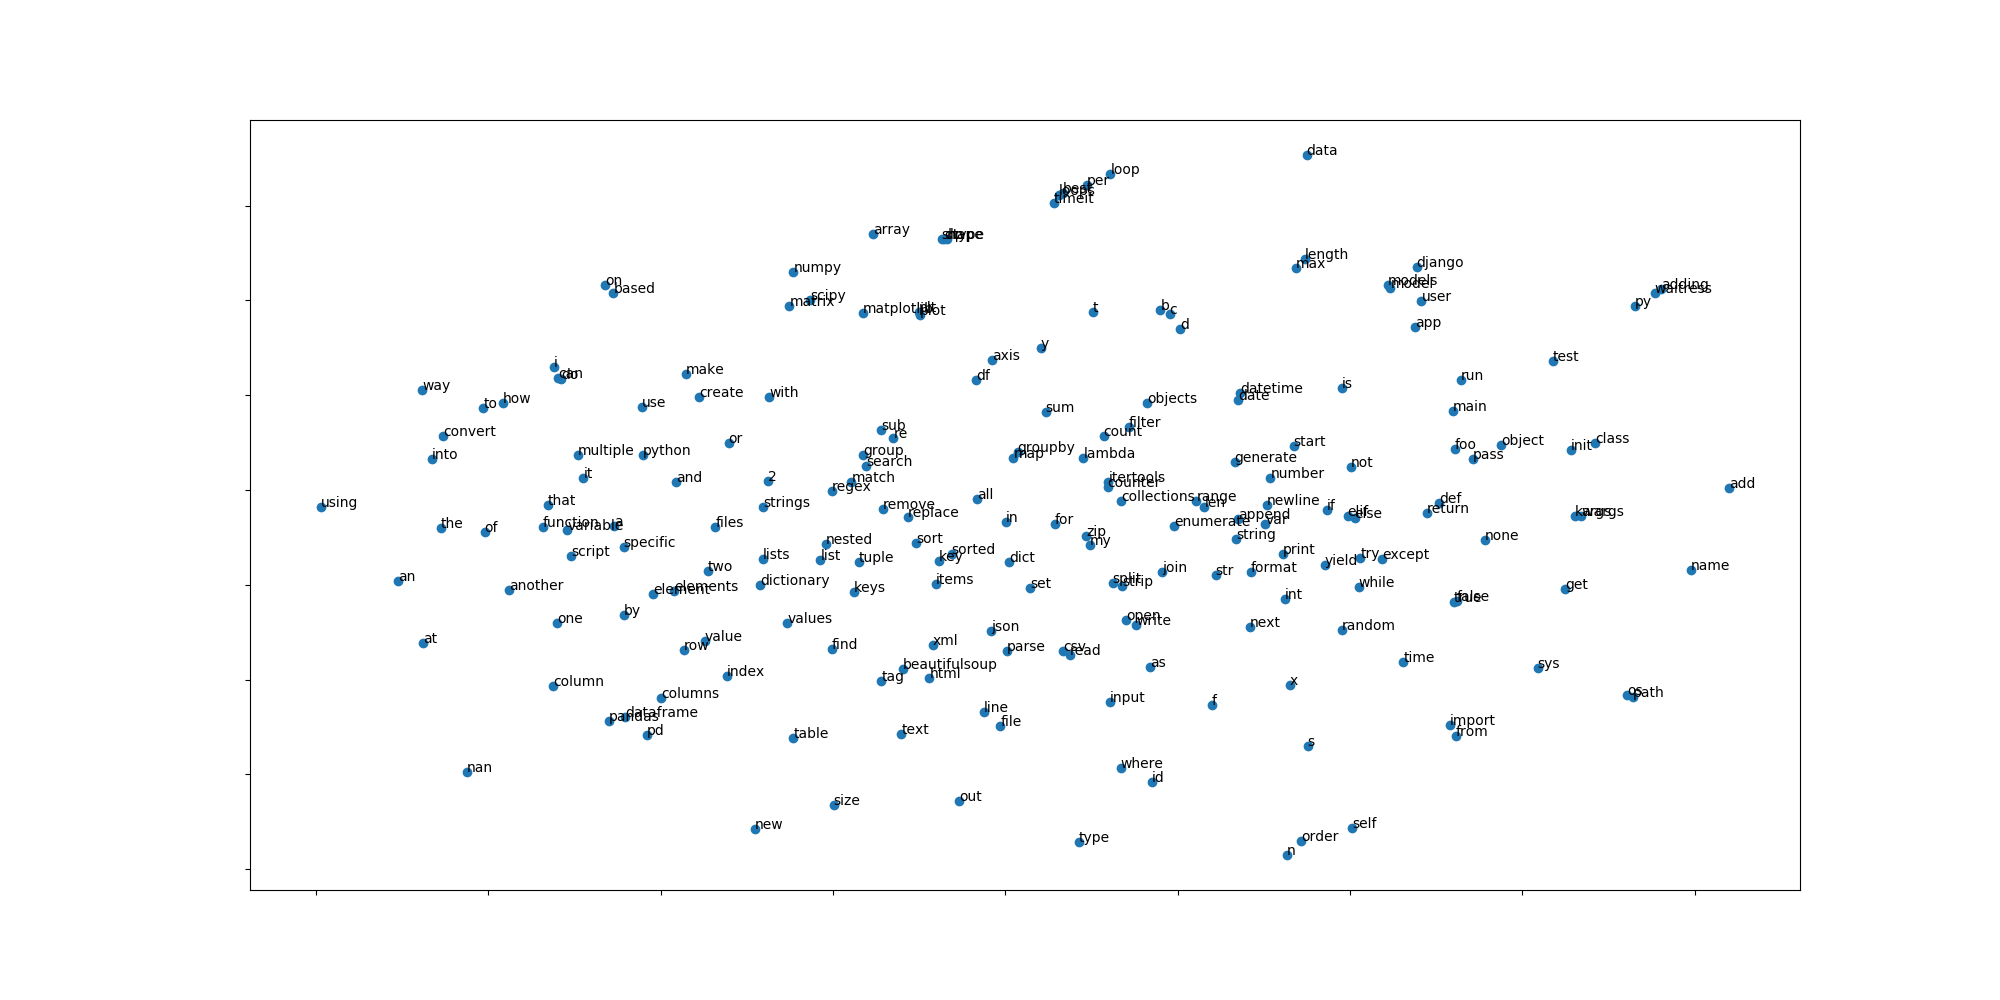 data
loop
per
best
loops
timeit
array
shape
dtype
length
max
django
numpy
models
model
on
based
adding
waitress
user
py
scipy
matrix
matplotlib
plot
t
b
c
d
app
y
axis
test
i
can
do
make
df
run
way
is
datetime
date
how
to
use
create
with
objects
sum
main
sub
re
filter
count
convert
or
start
foo
object
init
class
pass
into
multiple
python
group
search
groupby
map
lambda
generate
not
it
and
2
match
regex
itertools
counter
number
add
using
that
strings
remove
replace
all
collections
range
len
newline
if
elif
else
def
return
kwargs
args
the
of
function
variable
a
files
in
for
enumerate
append
var
none
script
specific
nested
sort
sorted
zip
my
string
print
try
except
yield
lists
list
tuple
key
dict
name
an
another
two
element
elements
dictionary
keys
items
set
split
strip
join
str
format
while
int
true
false
get
one
by
values
open
write
next
random
at
row
value
find
xml
json
parse
csv
read
as
time
sys
index
beautifulsoup
tag
html
column
columns
x
os
path
pandas
dataframe
pd
input
f
line
file
import
from
table
text
s
nan
where
id
size
out
new
type
self
order
n